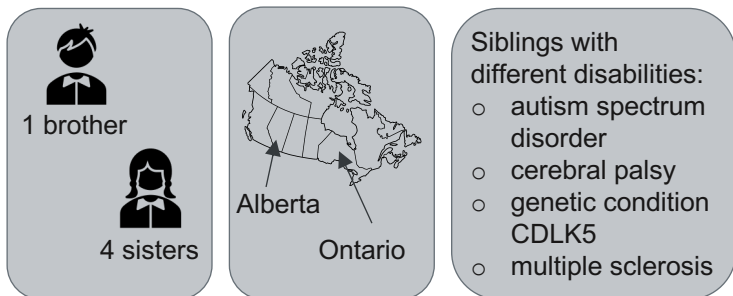 1 brother
4 sisters
Alberta
Ontario
Siblings with
different disabilities:
o autism spectrum
disorder
o cerebral palsy
o genetic condition
CDLK5
o multiple sclerosis